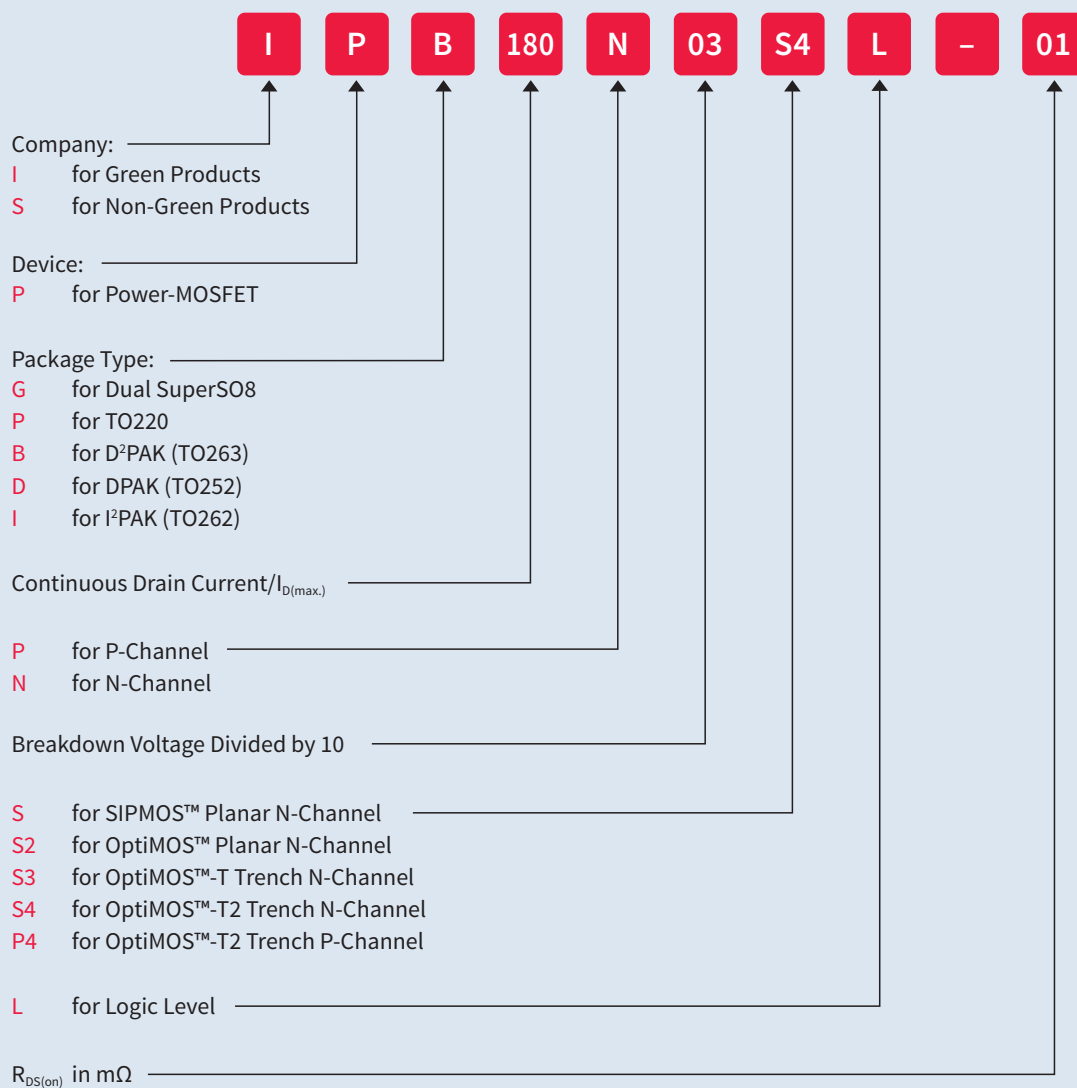 I P B 180 N 03 S4 L – 01
Company:
I for Green Products
S for Non-Green Products
Device:
P for Power-MOSFET
Package Type:
G for Dual SuperSO8
P for TO220
B for D²PAK (TO263)
D for DPAK (TO252)
I for I²PAK (TO262)
Continuous Drain Current/I_D(max.)
P for P-Channel
N for N-Channel
Breakdown Voltage Divided by 10
S for SIPMOS™ Planar N-Channel
S2 for OptiMOS™ Planar N-Channel
S3 for OptiMOS™-T Trench N-Channel
S4 for OptiMOS™-T2 Trench N-Channel
P4 for OptiMOS™-T2 Trench P-Channel
L for Logic Level
R_DS(on) in mΩ